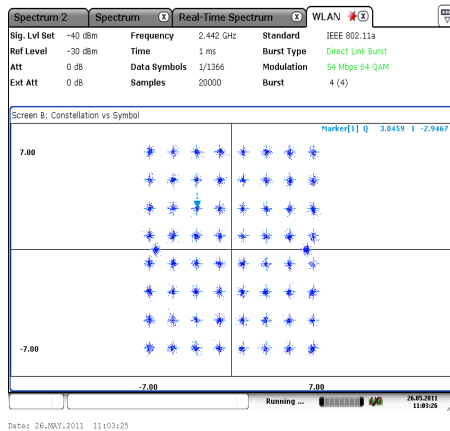 Spectrum 2 Spectrum Real-Time Spectrum WLAN
Sig. Lvl Set -40 dBm Frequency 2.442 GHz Standard IEEE 802.11a
Ref Level -30 dBm Time 1 ms Burst Type Direct Link Burst
Att 0 dB Data Symbols 1/1366 Modulation 54 Mbps 64 QAM
Ext Att 0 dB Samples 20000 Burst 4 (4)
Screen B: Constellation vs Symbol
Marker[1] Q 3.0459 I -2.9467
7.00
1
-7.00
-7.00 7.00
Running ... 26.05.2011
11:03:26
Date: 26.MAY.2011 11:03:25